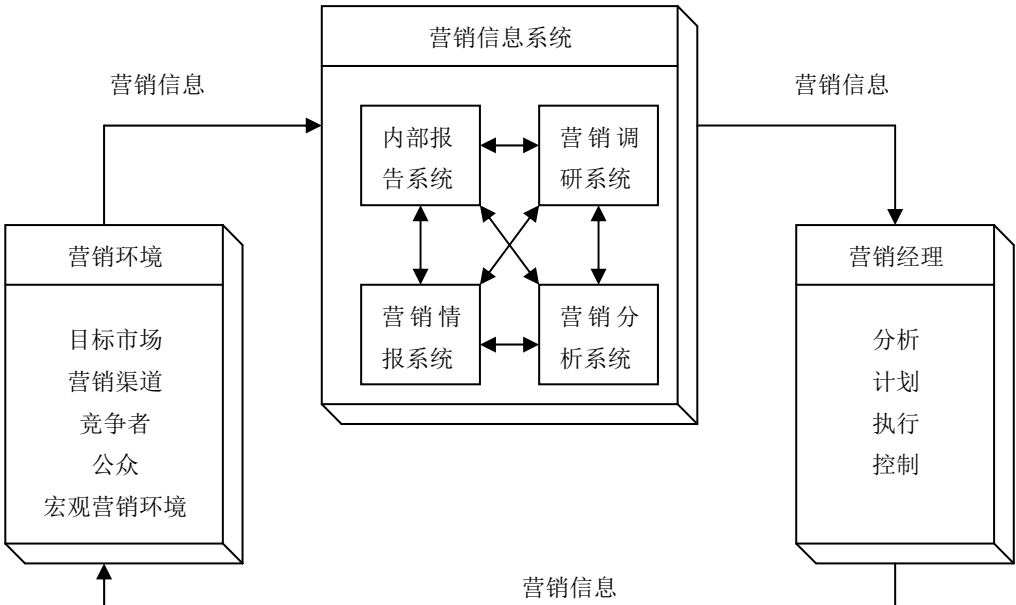 营销信息系统
营销信息
营销信息
内部报
告系统
营销调
研系统
营销环境
营销经理
营销情
报系统
营销分
析系统
目标市场
营销渠道
竞争者
公众
宏观营销环境
分析
计划
执行
控制
营销信息